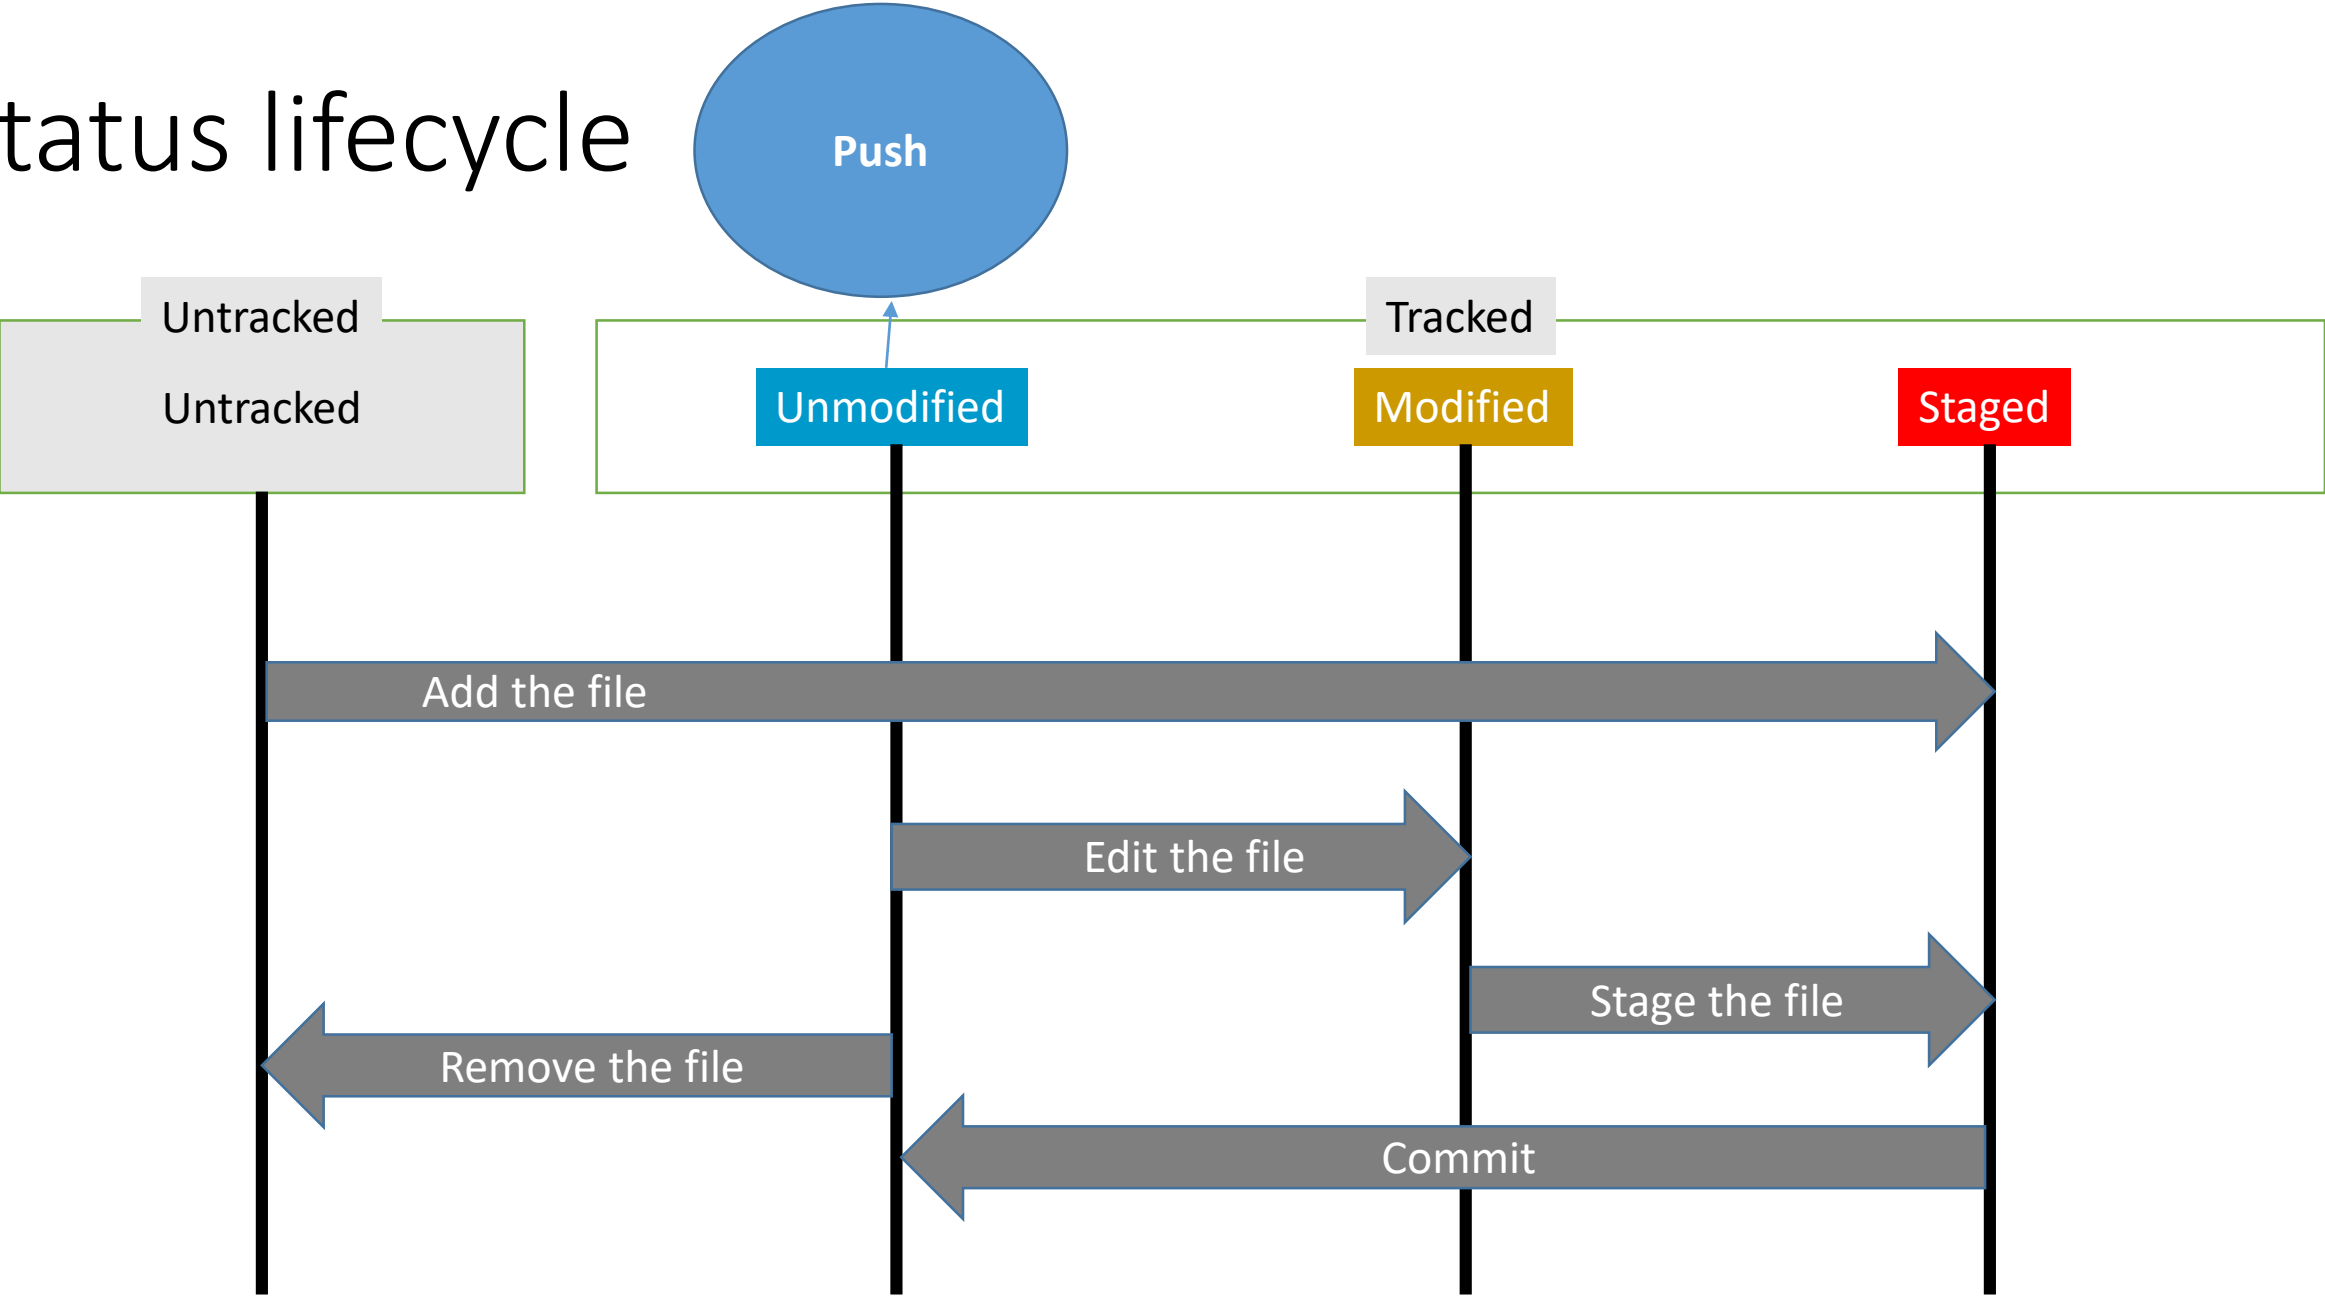 tatus lifecycle
Push
Untracked
Tracked
Untracked
Unmodified
Modified
Staged
Add the file
Edit the file
Stage the file
Remove the file
Commit